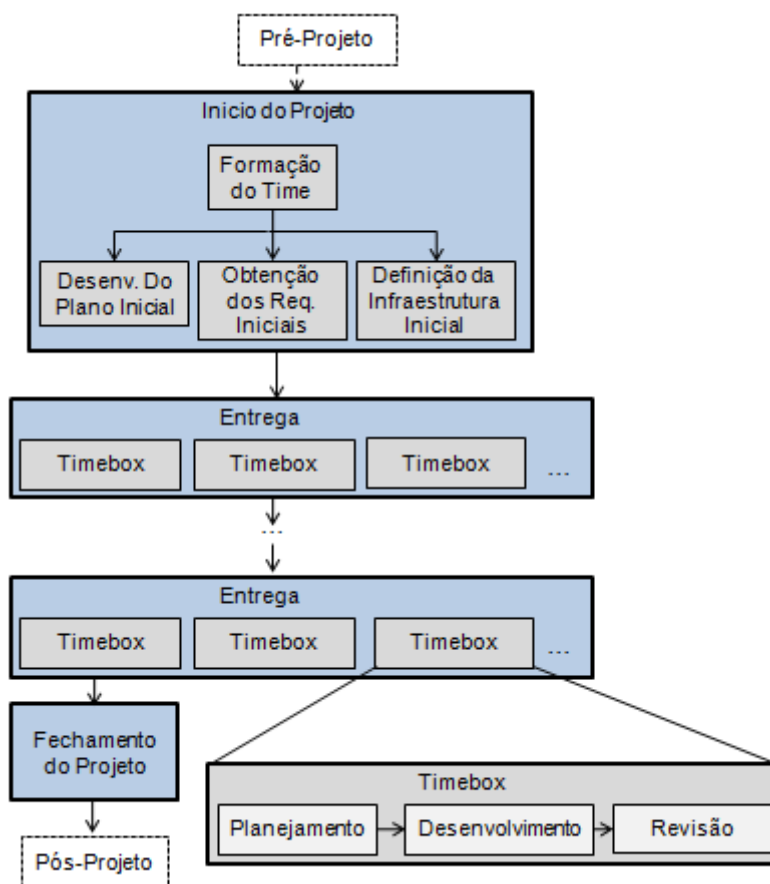 Pré-Projeto
Inicio do Projeto
Formação
do Time
Desenv. Do
Plano Inicial
Obtenção
dos Req.
Iniciais
Definição da
Infraestrutura
Inicial
Entrega
Timebox
Timebox
Timebox
...
...
Entrega
Timebox
Timebox
Timebox
...
Fechamento
do Projeto
Timebox
Planejamento
Desenvolvimento
Revisão
Pós-Projeto